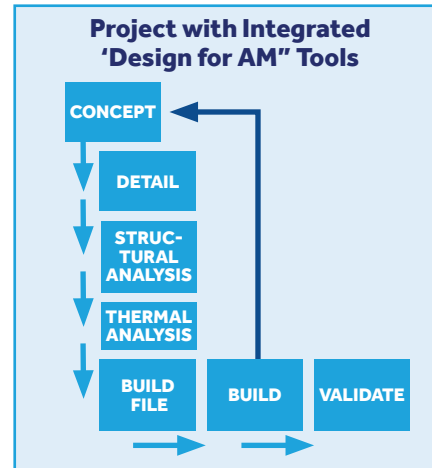 Project with Integrated
‘Design for AM” Tools
CONCEPT
DETAIL
STRUC-
TURAL
ANALYSIS
THERMAL
ANALYSIS
BUILD
FILE
BUILD
VALIDATE